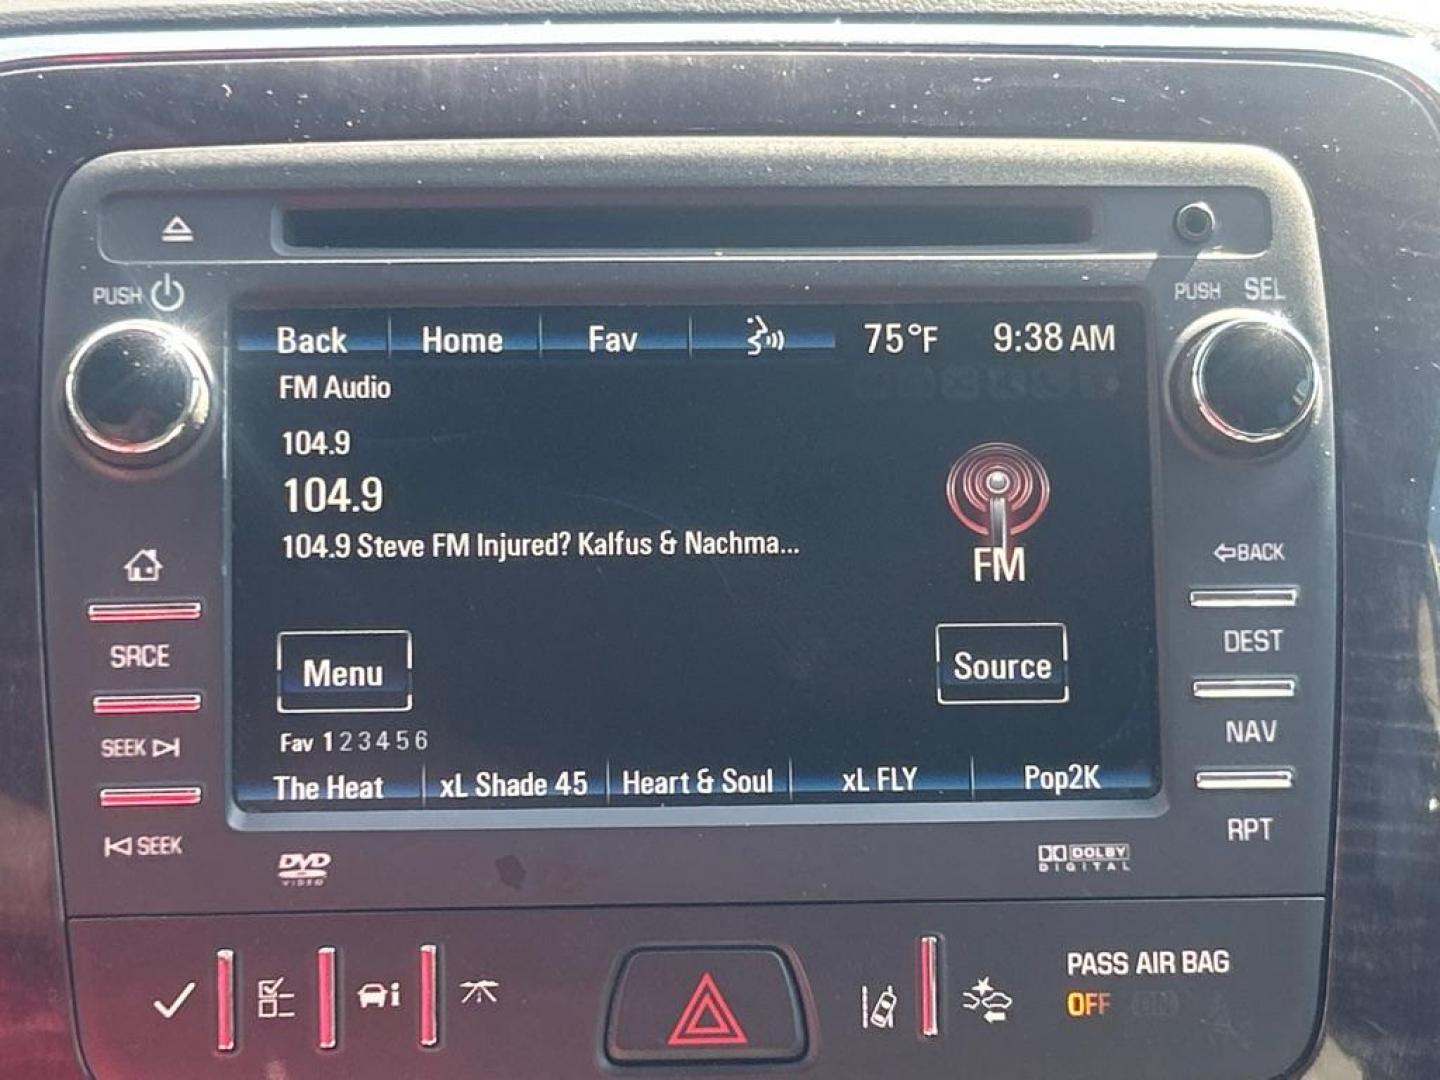 PUSH
PUSH SEL
Back Home Fav 75°F 9:38 AM
FM Audio
104.9
104.9
104.9 Steve FM Injured? Kalfus & Nachma...
FM
BACK
SRCE
DEST
Menu
Source
SEEK
NAV
Fav 1 2 3 4 5 6
The Heat xL Shade 45 Heart & Soul xL FLY Pop2K
SEEK
RPT
DVD
VIDEO
DOLBY
DIGITAL
PASS AIR BAG
OFF ON